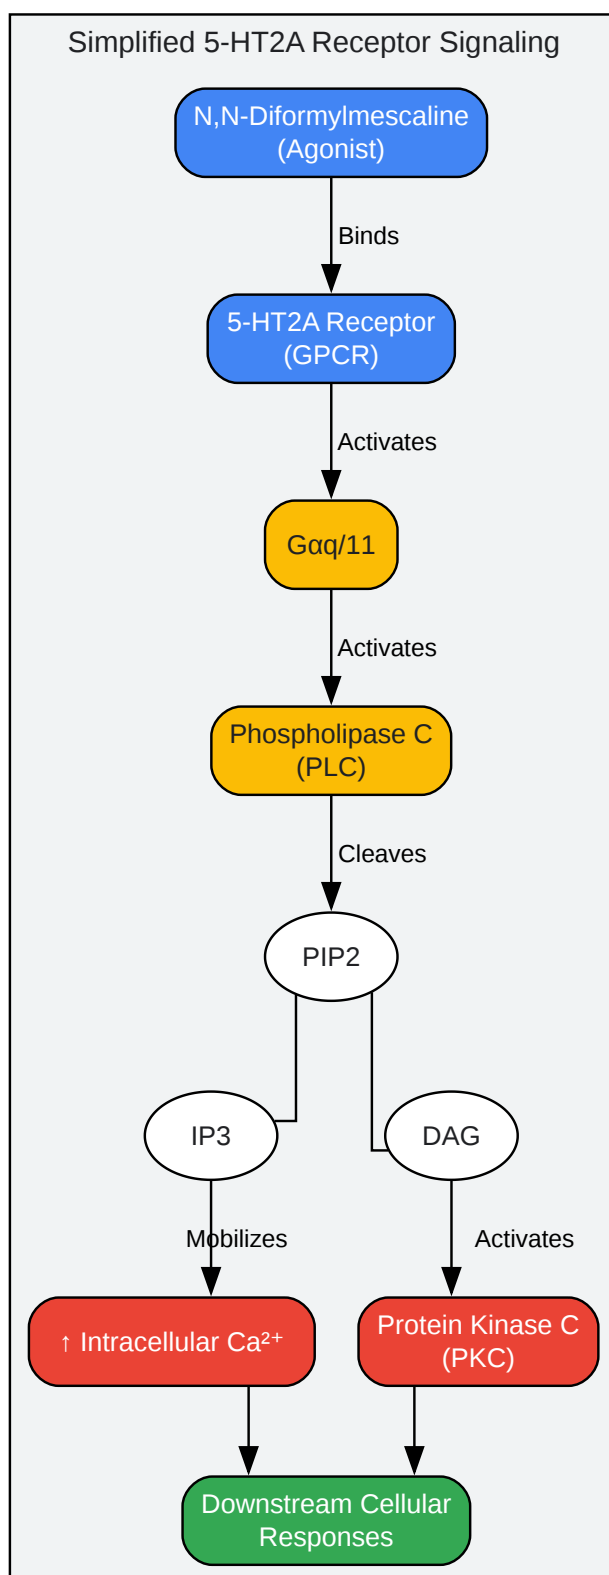 Simplified 5-HT2A Receptor Signaling
N,N-Diformylmescaline
(Agonist)
Binds
5-HT2A Receptor
(GPCR)
Activates
Gαq/11
Activates
Phospholipase C
(PLC)
Cleaves
PIP2
IP3
DAG
Mobilizes
Activates
↑ Intracellular Ca²⁺
Protein Kinase C
(PKC)
Downstream Cellular
Responses